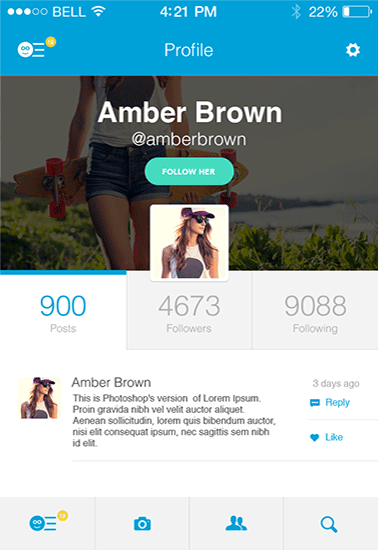 BELL 4:21 PM 22%
Profile
Amber Brown
@amberbrown
FOLLOW HER
900 4673 9088
Posts Followers Following
Amber Brown 3 days ago
This is Photoshop's version of Lorem Ipsum.
Proin gravida nibh vel velit auctor aliquet.
Aenean sollicitudin, lorem quis bibendum auctor,
nisi elit consequat ipsum, nec sagittis sem nibh
id elit.
Reply
Like